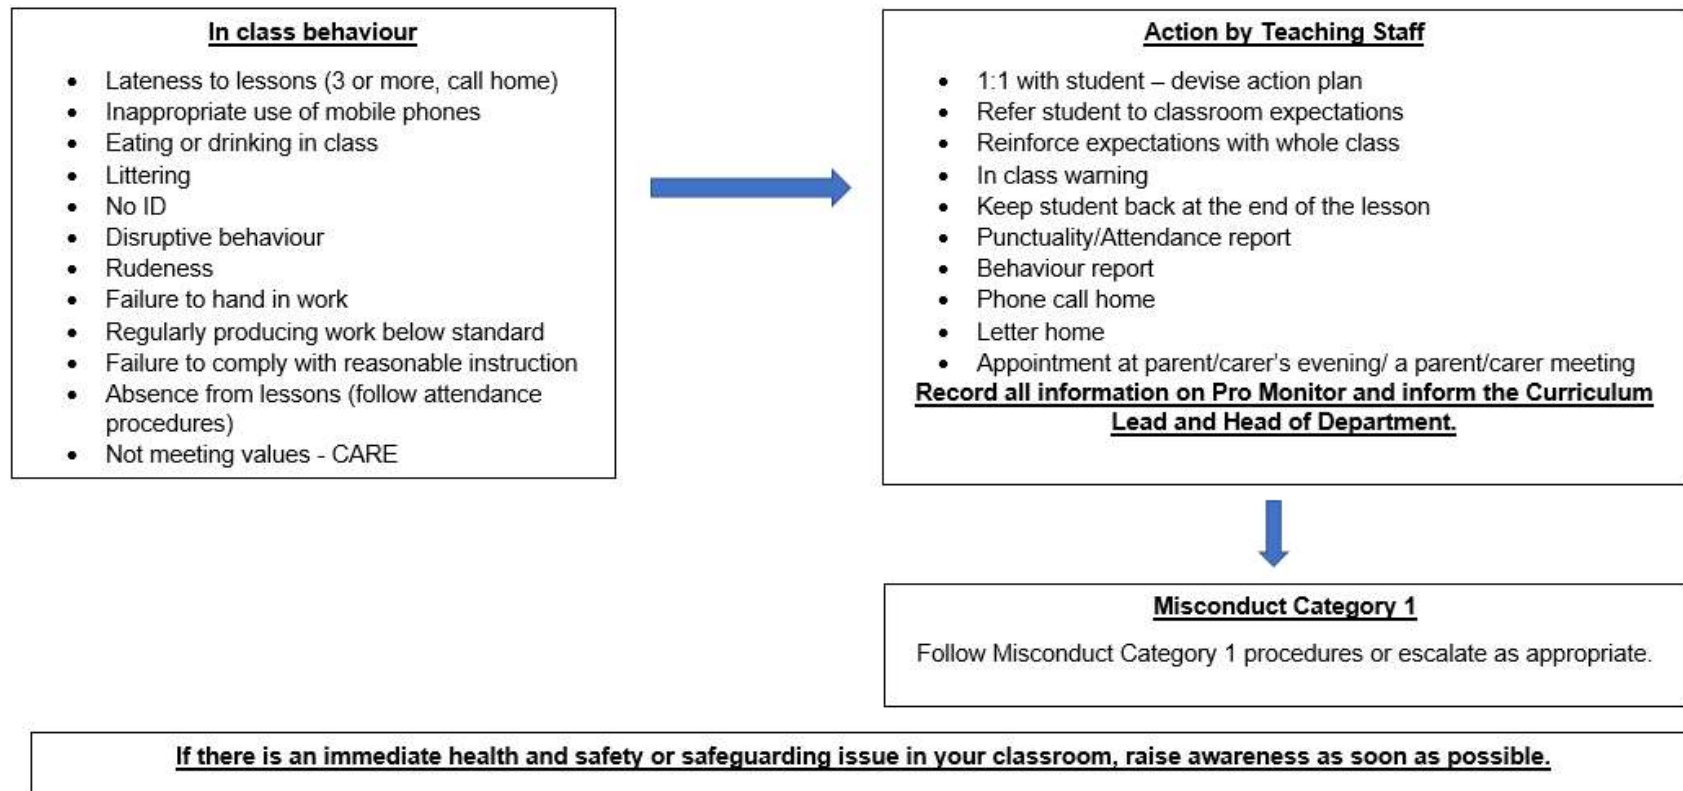 In class behaviour
• Lateness to lessons (3 or more, call home)
• Inappropriate use of mobile phones
• Eating or drinking in class
• Littering
• No ID
• Disruptive behaviour
• Rudeness
• Failure to hand in work
• Regularly producing work below standard
• Failure to comply with reasonable instruction
• Absence from lessons (follow attendance
procedures)
• Not meeting values - CARE
Action by Teaching Staff
• 1:1 with student – devise action plan
• Refer student to classroom expectations
• Reinforce expectations with whole class
• In class warning
• Keep student back at the end of the lesson
• Punctuality/Attendance report
• Behaviour report
• Phone call home
• Letter home
• Appointment at parent/carer’s evening/ a parent/carer meeting
Record all information on Pro Monitor and inform the Curriculum
Lead and Head of Department.
Misconduct Category 1
Follow Misconduct Category 1 procedures or escalate as appropriate.
If there is an immediate health and safety or safeguarding issue in your classroom, raise awareness as soon as possible.